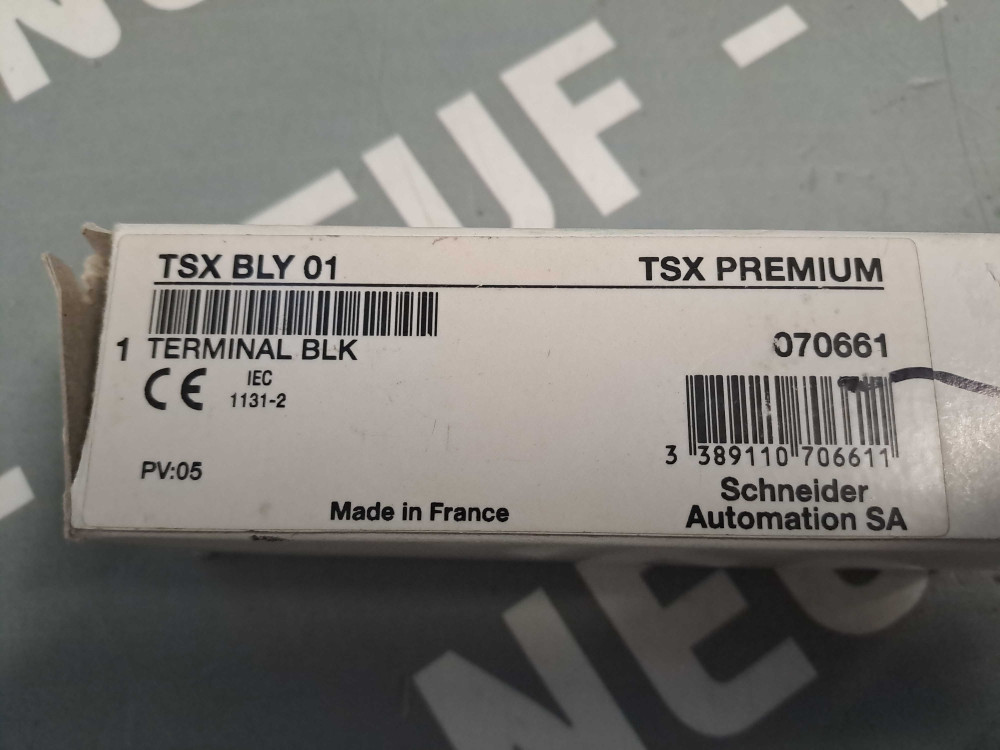 NEUF -
TSX BLY 01
TSX PREMIUM
1 TERMINAL BLK
070661
CE
IEC
1131-2
3 389110 706611
PV:05
Schneider
Made in France
Automation SA